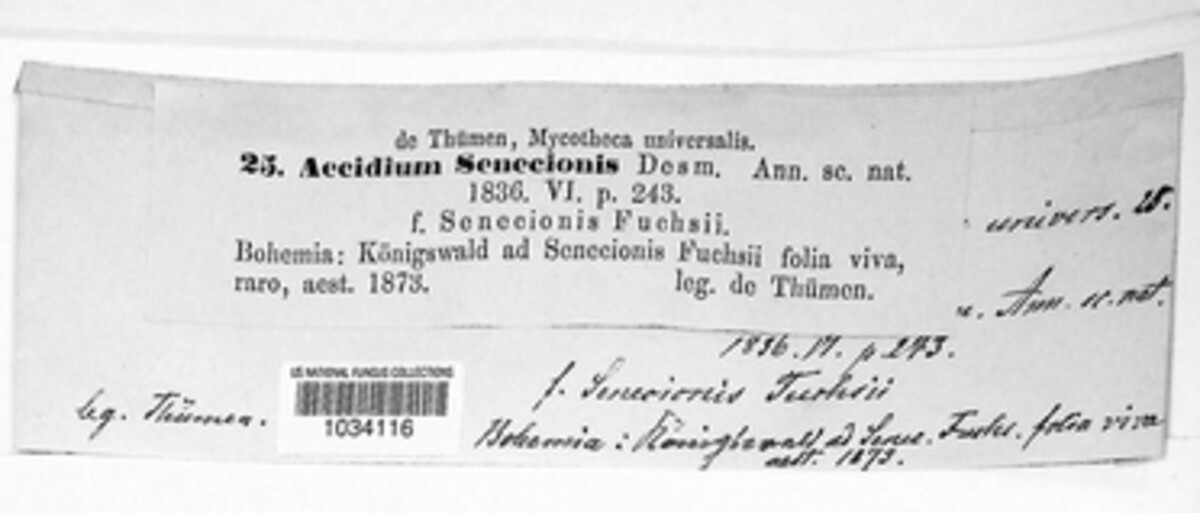 de Thümen, Mycotheca universalis.
25. Aecidium Senecionis Desm. Ann. sc. nat.
1836. VI. p. 243.
f. Senecionis Fuchsii.
Bohemia: Königswald ad Senecionis Fuchsii folia viva,
raro, aest. 1873. leg. de Thümen.
univers. 25.
Ann. sc. nat.
1836. VI. p 243.
f. Senecionis Fuchsii
leg. Thümen.
US NATIONAL FUNGUS COLLECTIONS
1034116
Bohemia: Königswald ad Senec. Fuchs. folia viva
aest. 1873.